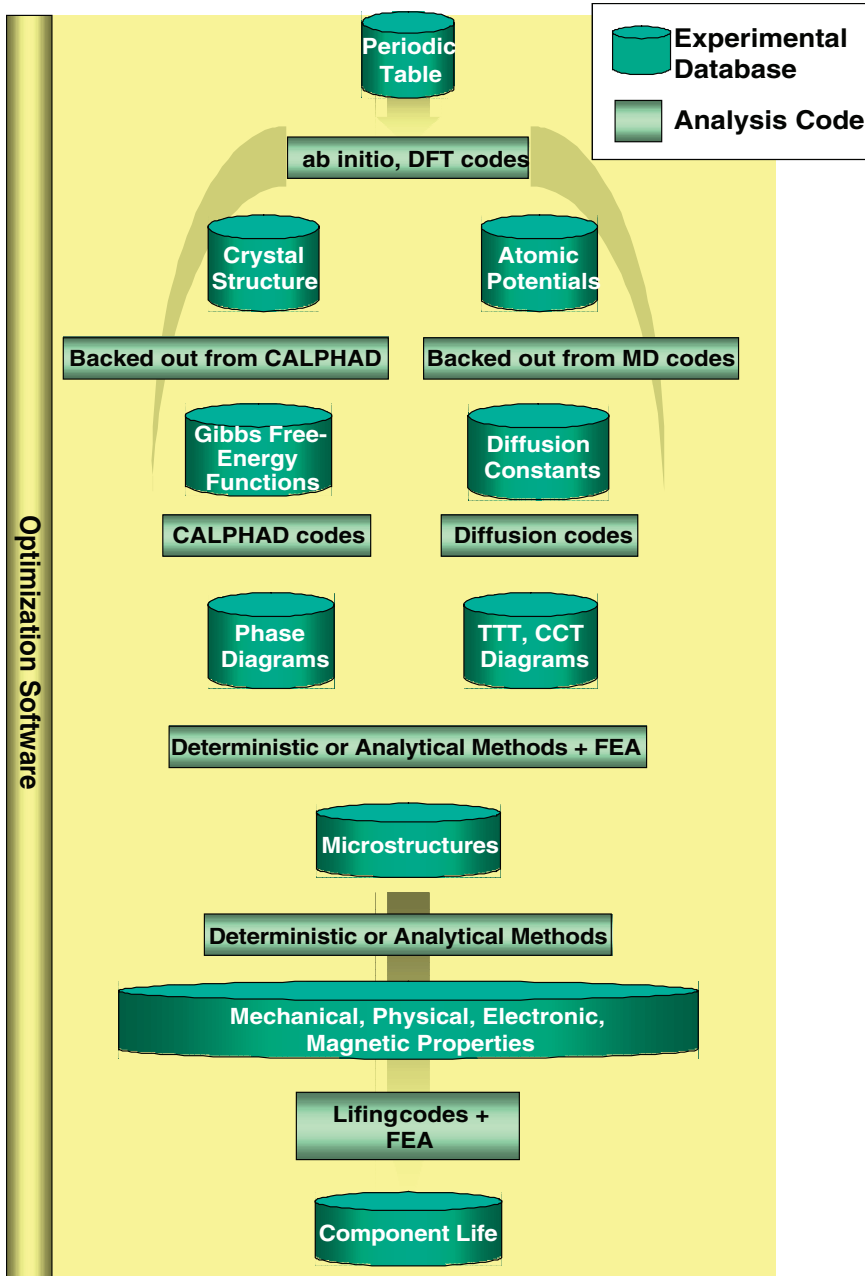 Periodic
Table
Experimental
Database
Analysis Code
ab initio, DFT codes
Crystal
Structure
Atomic
Potentials
Backed out from CALPHAD
Backed out from MD codes
Gibbs Free-
Energy
Functions
Diffusion
Constants
CALPHAD codes
Diffusion codes
Optimization Software
Phase
Diagrams
TTT, CCT
Diagrams
Deterministic or Analytical Methods + FEA
Microstructures
Deterministic or Analytical Methods
Mechanical, Physical, Electronic,
Magnetic Properties
Lifingcodes +
FEA
Component Life